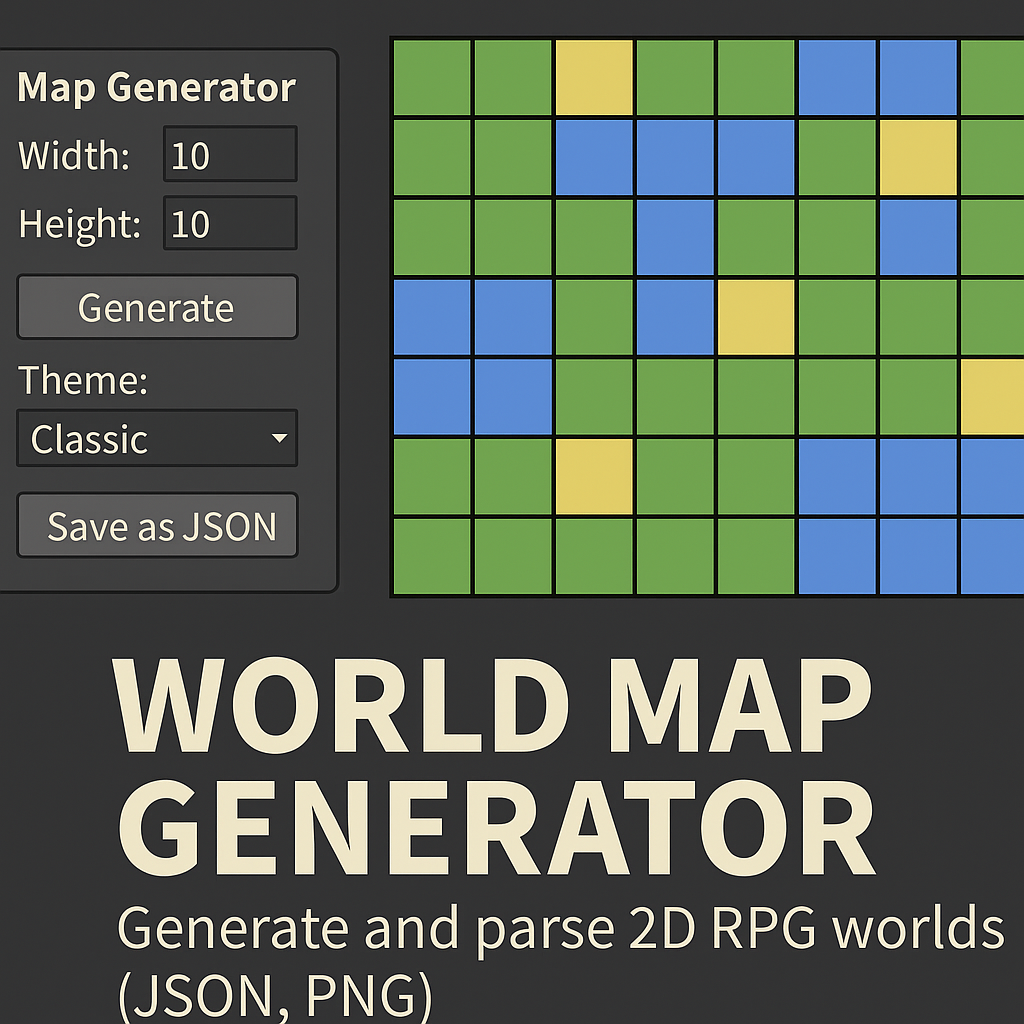 Map Generator
Width: 10
Height: 10
Generate
Theme:
Classic
Save as JSON
WORLD MAP
GENERATOR
Generate and parse 2D RPG worlds
(JSON, PNG)